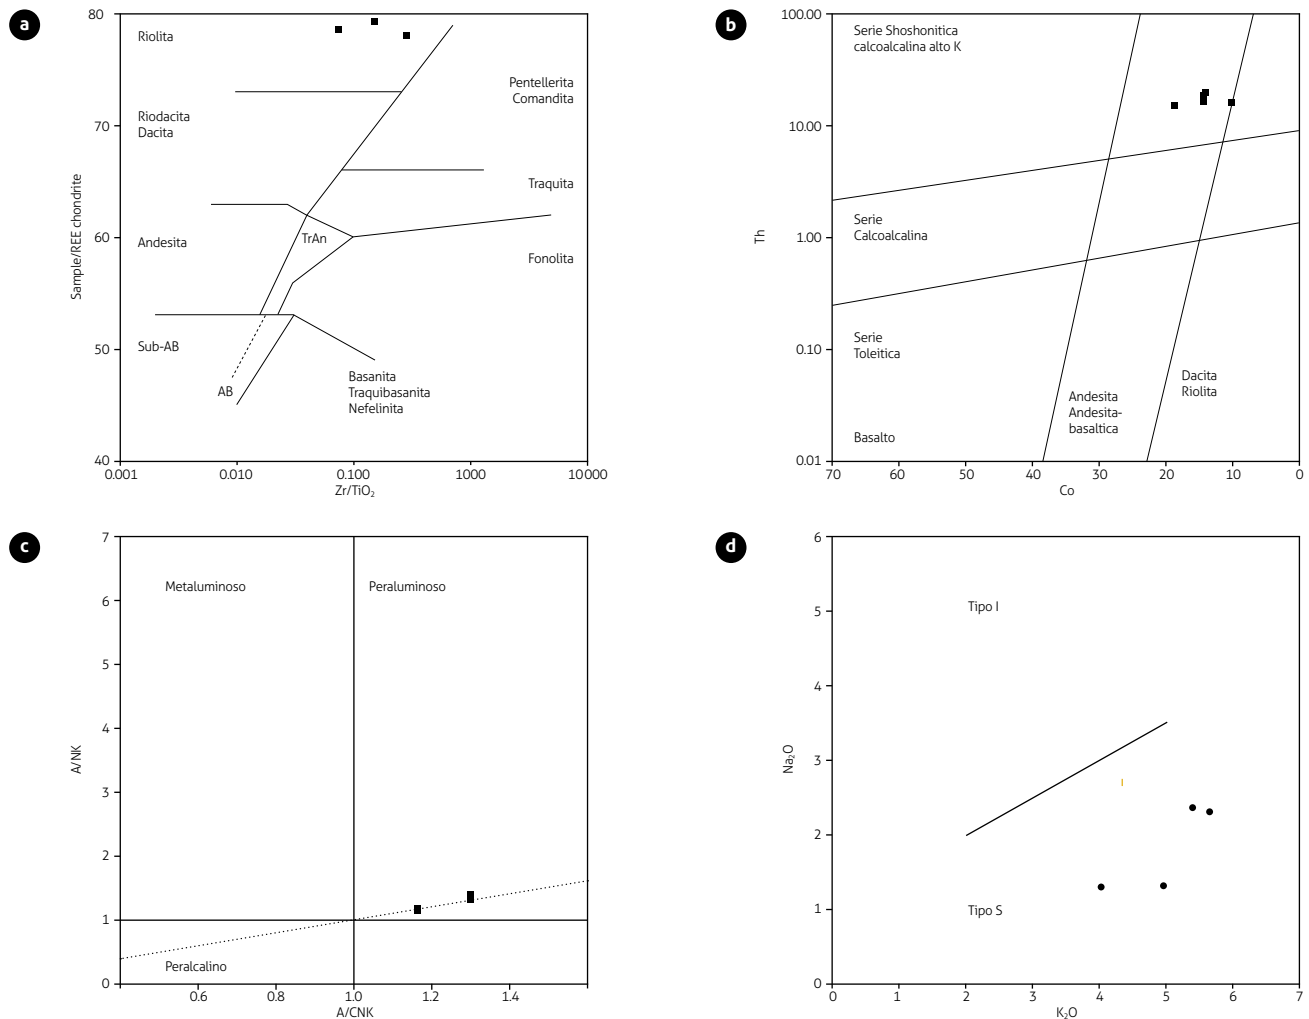 a
80
70
60
50
40
Sample/REE chondrite
Riolita
Riodacita
Dacita
Andesita
Sub-AB
AB
TrAn
Pentellerita
Comandita
Traquita
Fonolita
Basanita
Traquibasanita
Nefelinita
0.001
0.010
0.100
1000
10000
Zr/TiO₂
b
100.00
10.00
1.00
0.10
0.01
Th
Serie Shoshonitica
calcoalcalina alto K
Serie
Calcoalcalina
Serie
Toleitica
Basalto
Andesita
Andesita-
basaltica
Dacita
Riolita
70
60
50
40
30
20
10
0
Co
c
7
6
5
4
3
2
1
0
A/NK
Metaluminoso
Peraluminoso
Peralcalino
0.6
0.8
1.0
1.2
1.4
A/CNK
d
6
5
4
3
2
1
0
Na₂O
Tipo I
Tipo S
0
1
2
3
4
5
6
7
K₂O